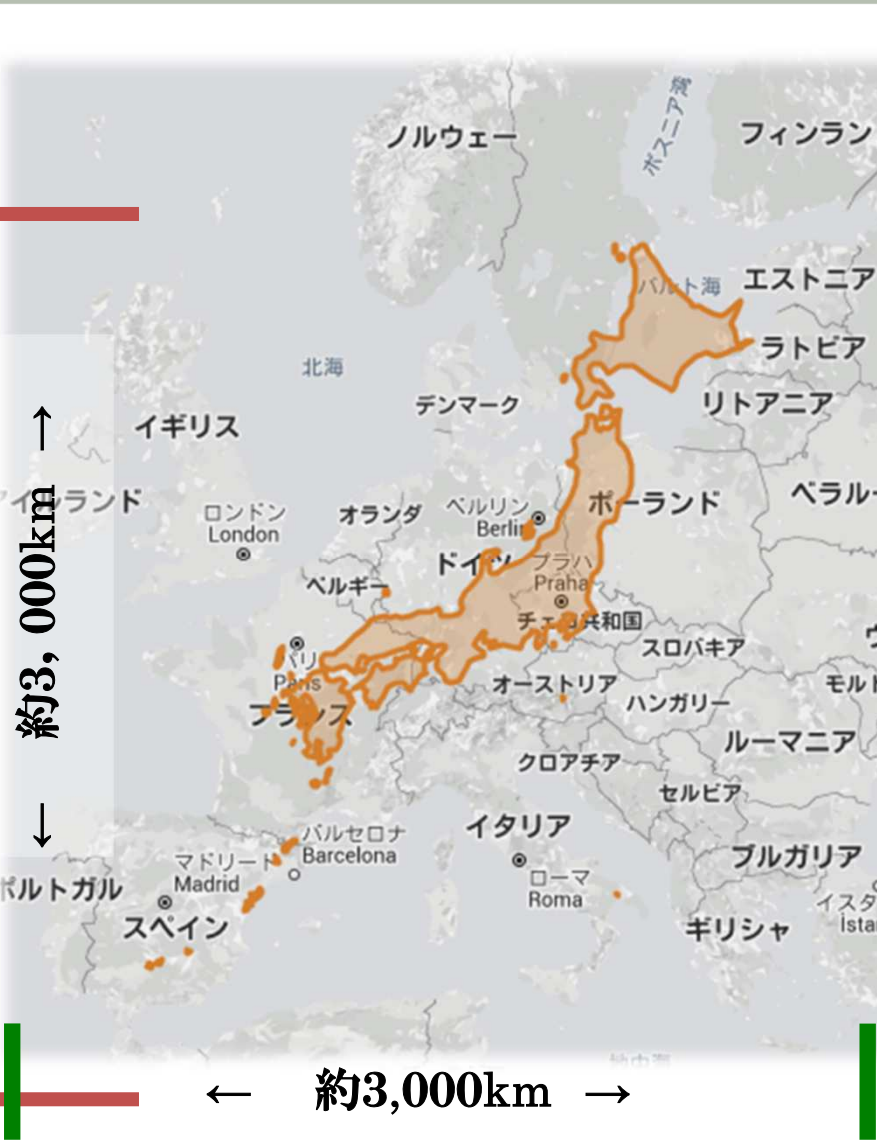 ノルウェー
ボスニア湾
フィンラン
バルト海
エストニア
ラトビア
北海
デンマーク
リトアニア
イギリス
アイルランド
ロンドン
London
オランダ
ベルリン
Berlin
ポーランド
ベラルー
ドイツ
ベルギー
プラハ
Praha
チェコ共和国
スロバキア
パリ
Paris
オーストリア
モルド
フランス
ハンガリー
ルーマニア
クロアチア
セルビア
バルセロナ
Barcelona
イタリア
マドリード
Madrid
ブルガリア
ポルトガル
ローマ
Roma
イスタ
İsta
スペイン
ギリシャ
地中海
← 約3,000km →
← 約3,000km →